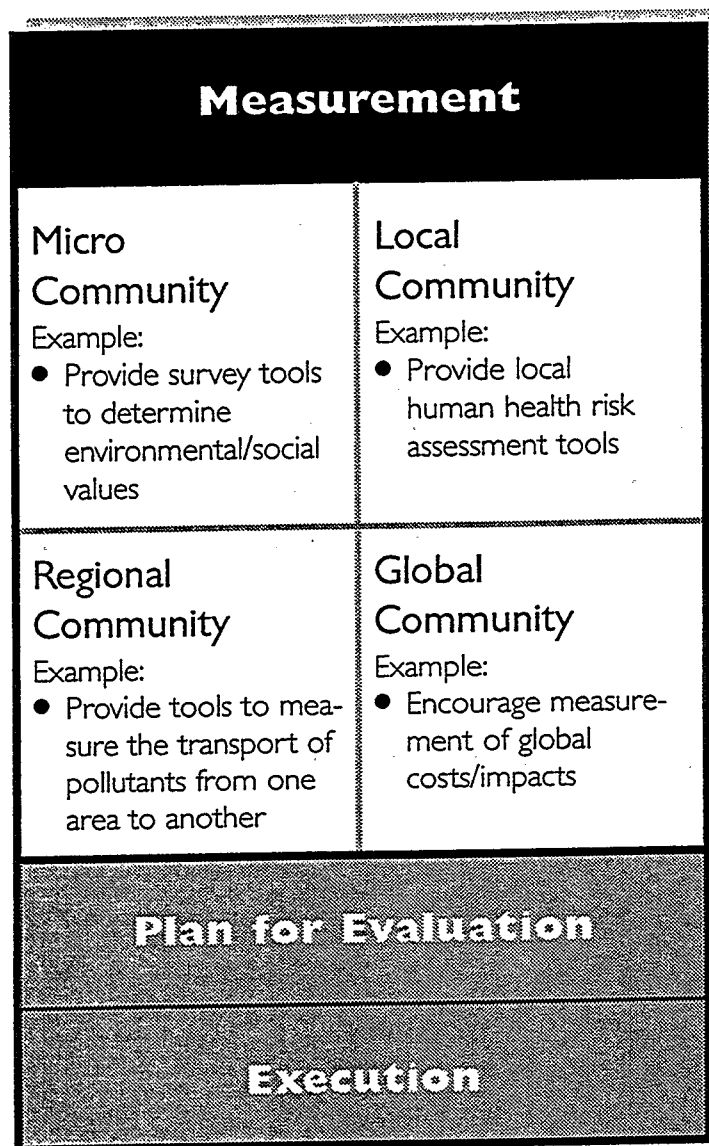 Measurement
Micro
Community
Example:
● Provide survey tools
to determine
environmental/social
values
Local
Community
Example:
● Provide local
human health risk
assessment tools
Regional
Community
Example:
● Provide tools to mea-
sure the transport of
pollutants from one
area to another
Global
Community
Example:
● Encourage measure-
ment of global
costs/impacts
Plan for Evaluation
Execution